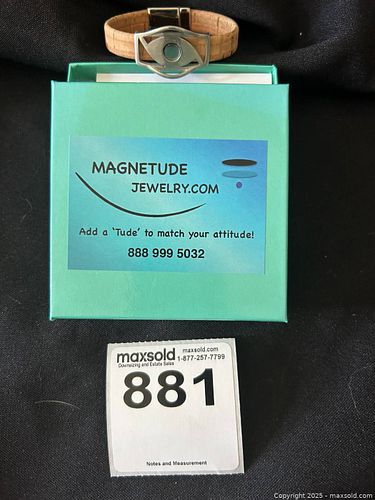 MAGNETUDE
JEWELRY.COM
Add a 'Tude' to match your attitude!
888 999 5032
maxsold maxsold.com
Downsizing and Estate Sales 1-877-257-7799
881
Notes and Measurement
Copyright 2025 - maxsold.com